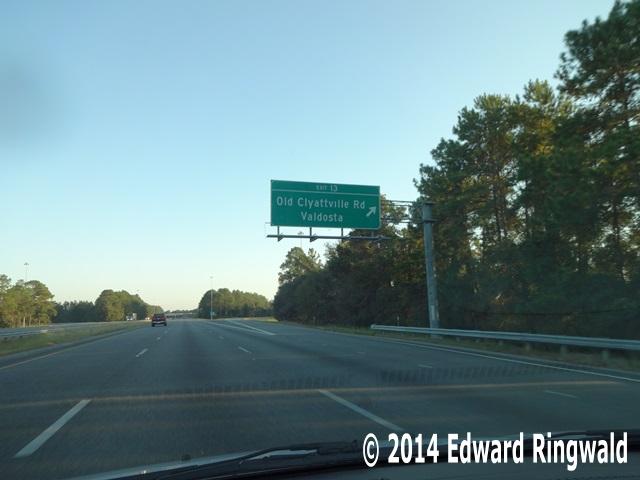 EXIT 13
Old Clyattville Rd
Valdosta
© 2014 Edward Ringwald